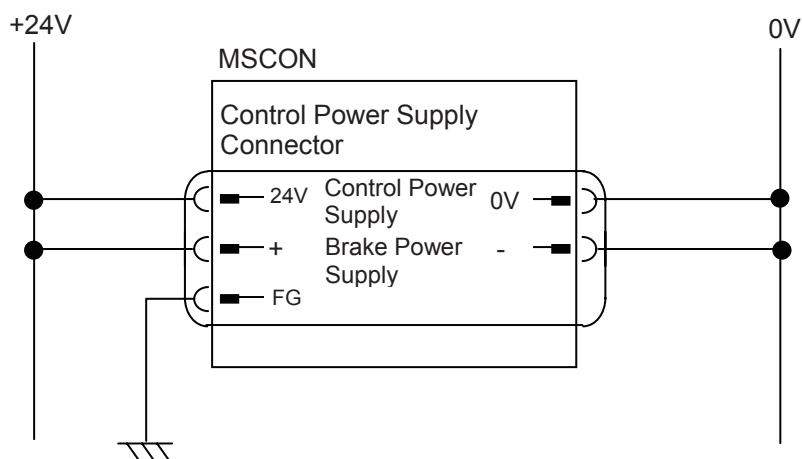 +24V
0V
MSCON
Control Power Supply
Connector
24V
Control Power
Supply
0V
+
Brake Power
Supply
-
FG